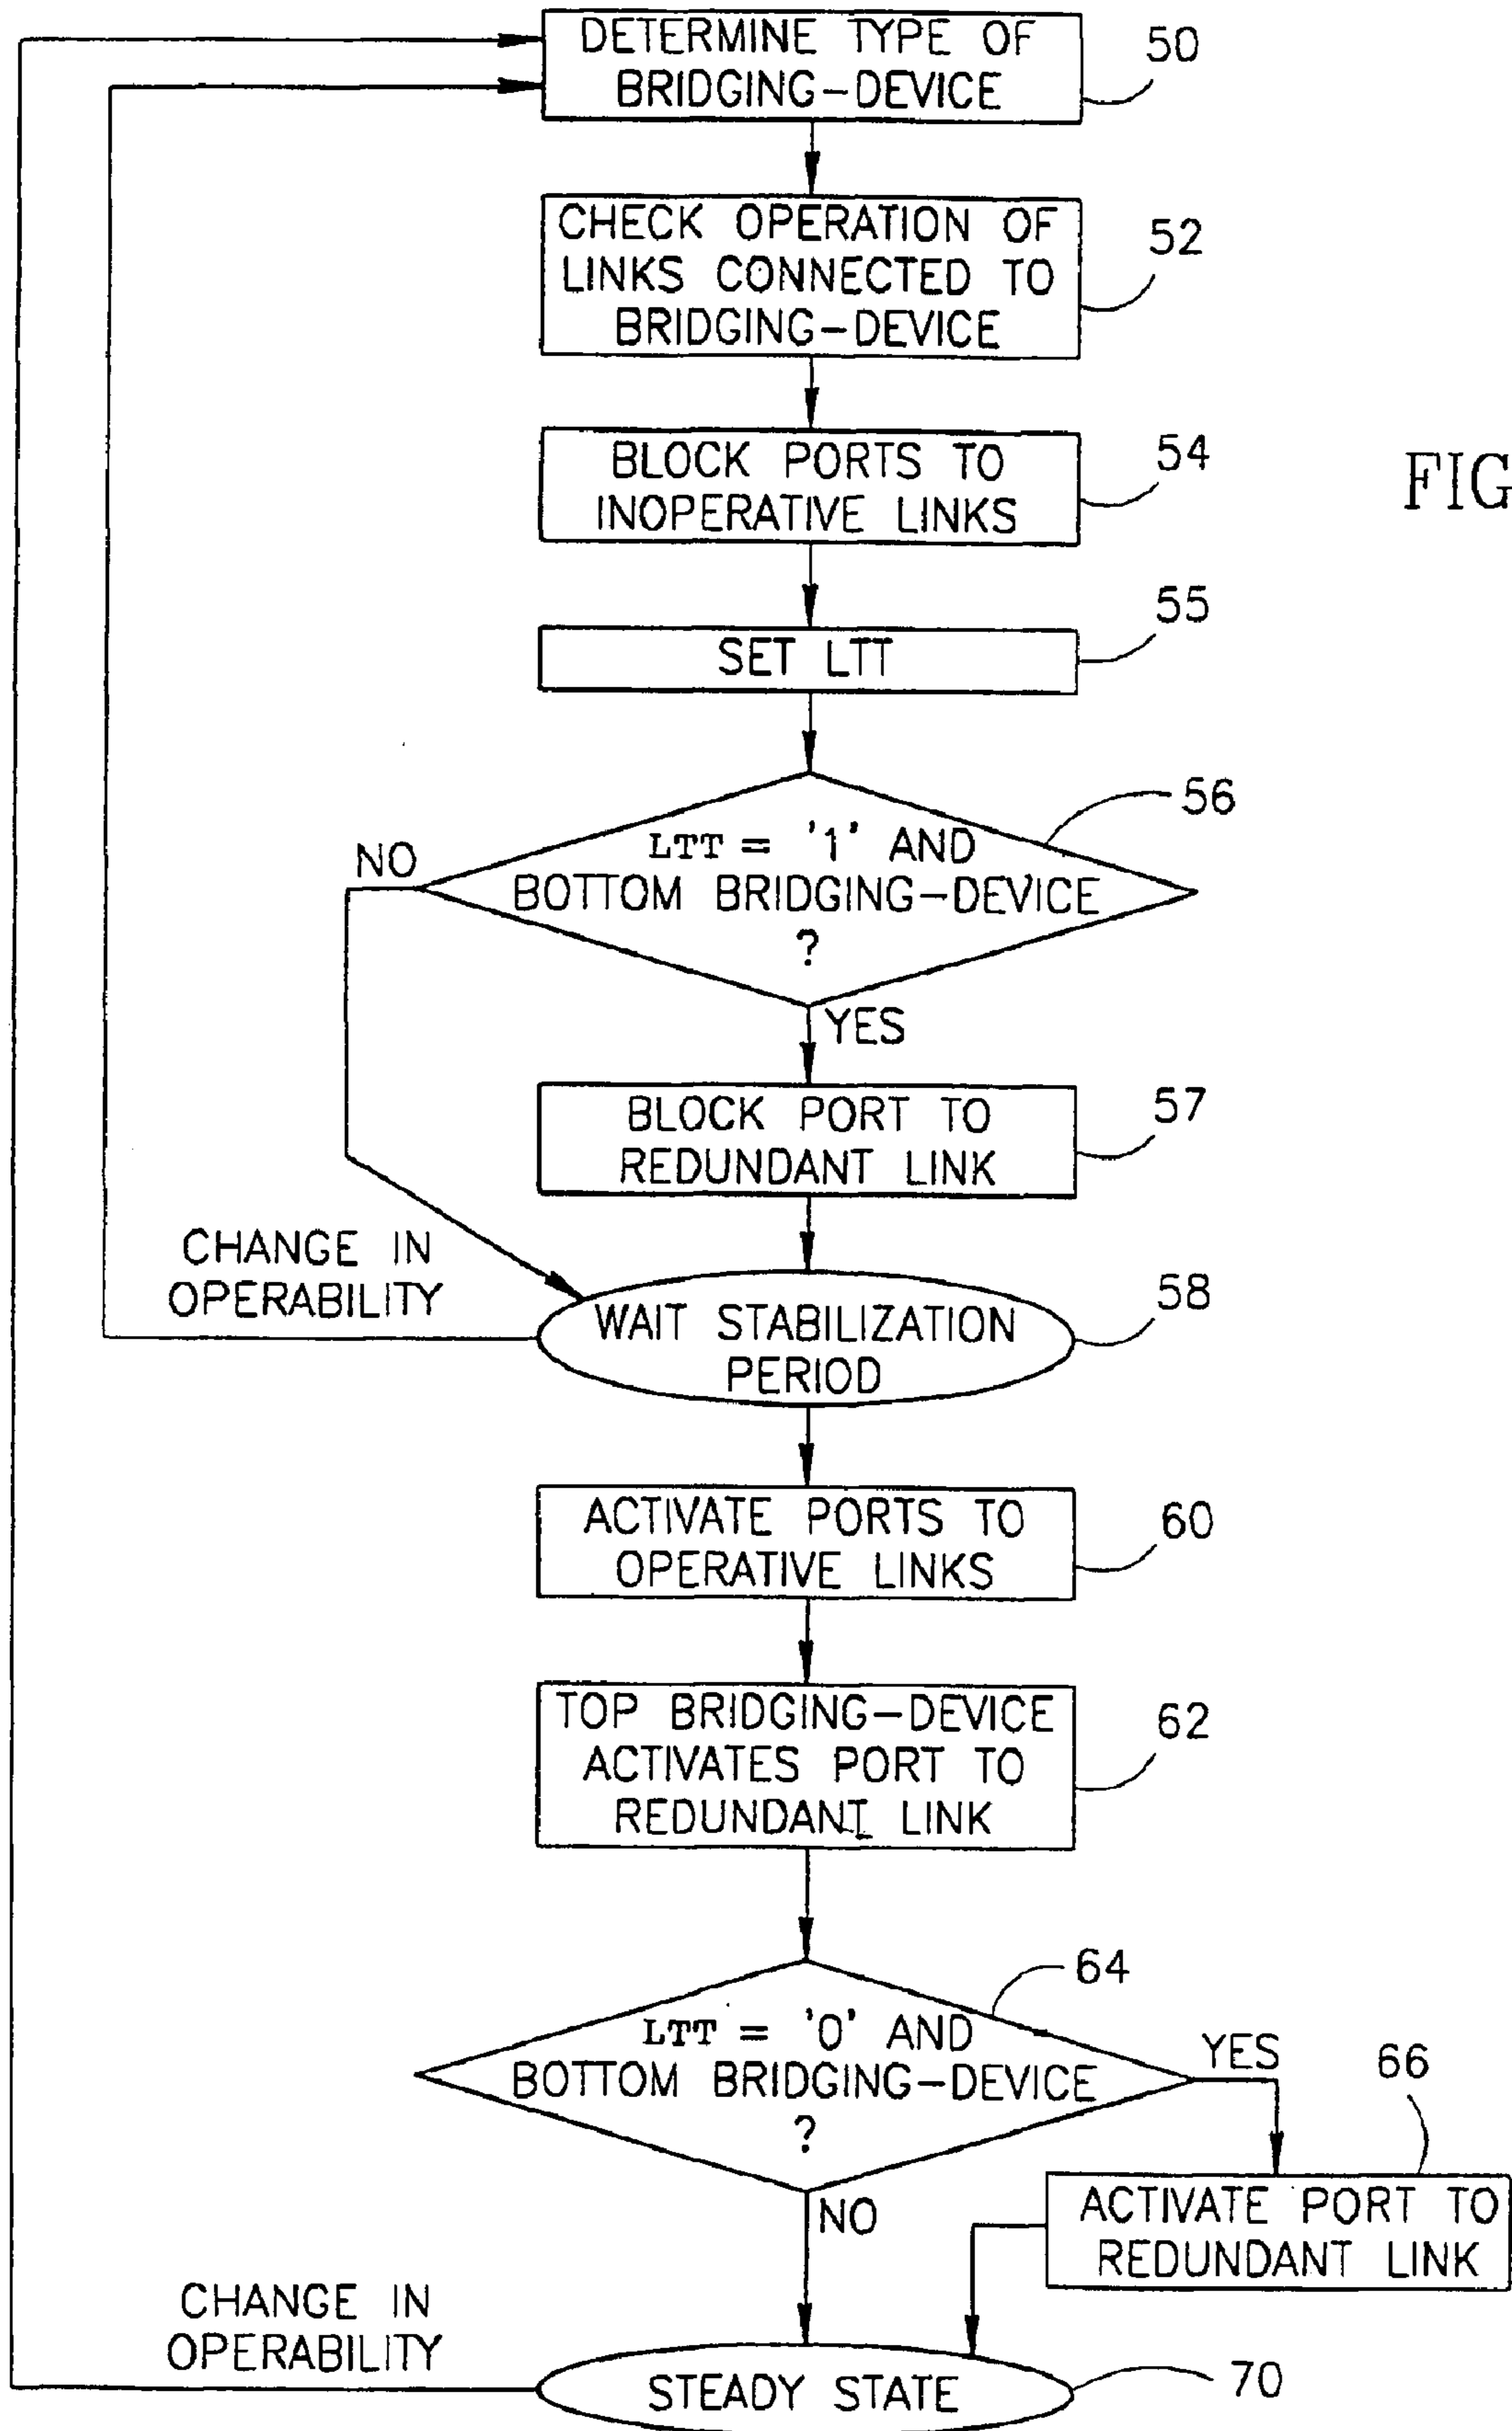 DETERMINE TYPE OF
BRIDGING-DEVICE
50
CHECK OPERATION OF
LINKS CONNECTED TO
BRIDGING-DEVICE
52
BLOCK PORTS TO
INOPERATIVE LINKS
54
FIG
SET LTT
55
LTT = '1' AND
BOTTOM BRIDGING-DEVICE
?
56
NO
YES
BLOCK PORT TO
REDUNDANT LINK
57
CHANGE IN
OPERABILITY
WAIT STABILIZATION
PERIOD
58
ACTIVATE PORTS TO
OPERATIVE LINKS
60
TOP BRIDGING-DEVICE
ACTIVATES PORT TO
REDUNDANT LINK
62
LTT = '0' AND
BOTTOM BRIDGING-DEVICE
?
64
YES
66
NO
ACTIVATE PORT TO
REDUNDANT LINK
CHANGE IN
OPERABILITY
STEADY STATE
70